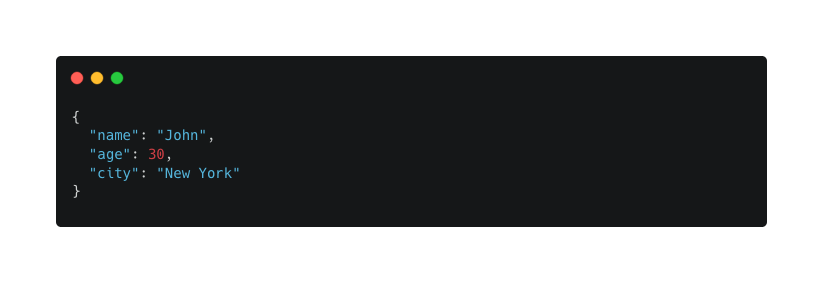 {
  "name": "John",
  "age": 30,
  "city": "New York"
}